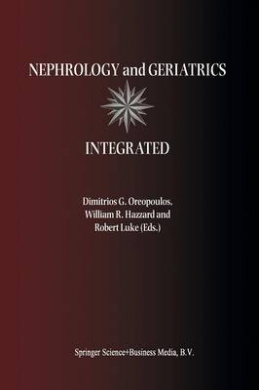 NEPHROLOGY and GERIATRICS
INTEGRATED
Dimitrios G. Oreopoulos,
William R. Hazzard and
Robert Luke (Eds.)
Springer Science+Business Media, B.V.